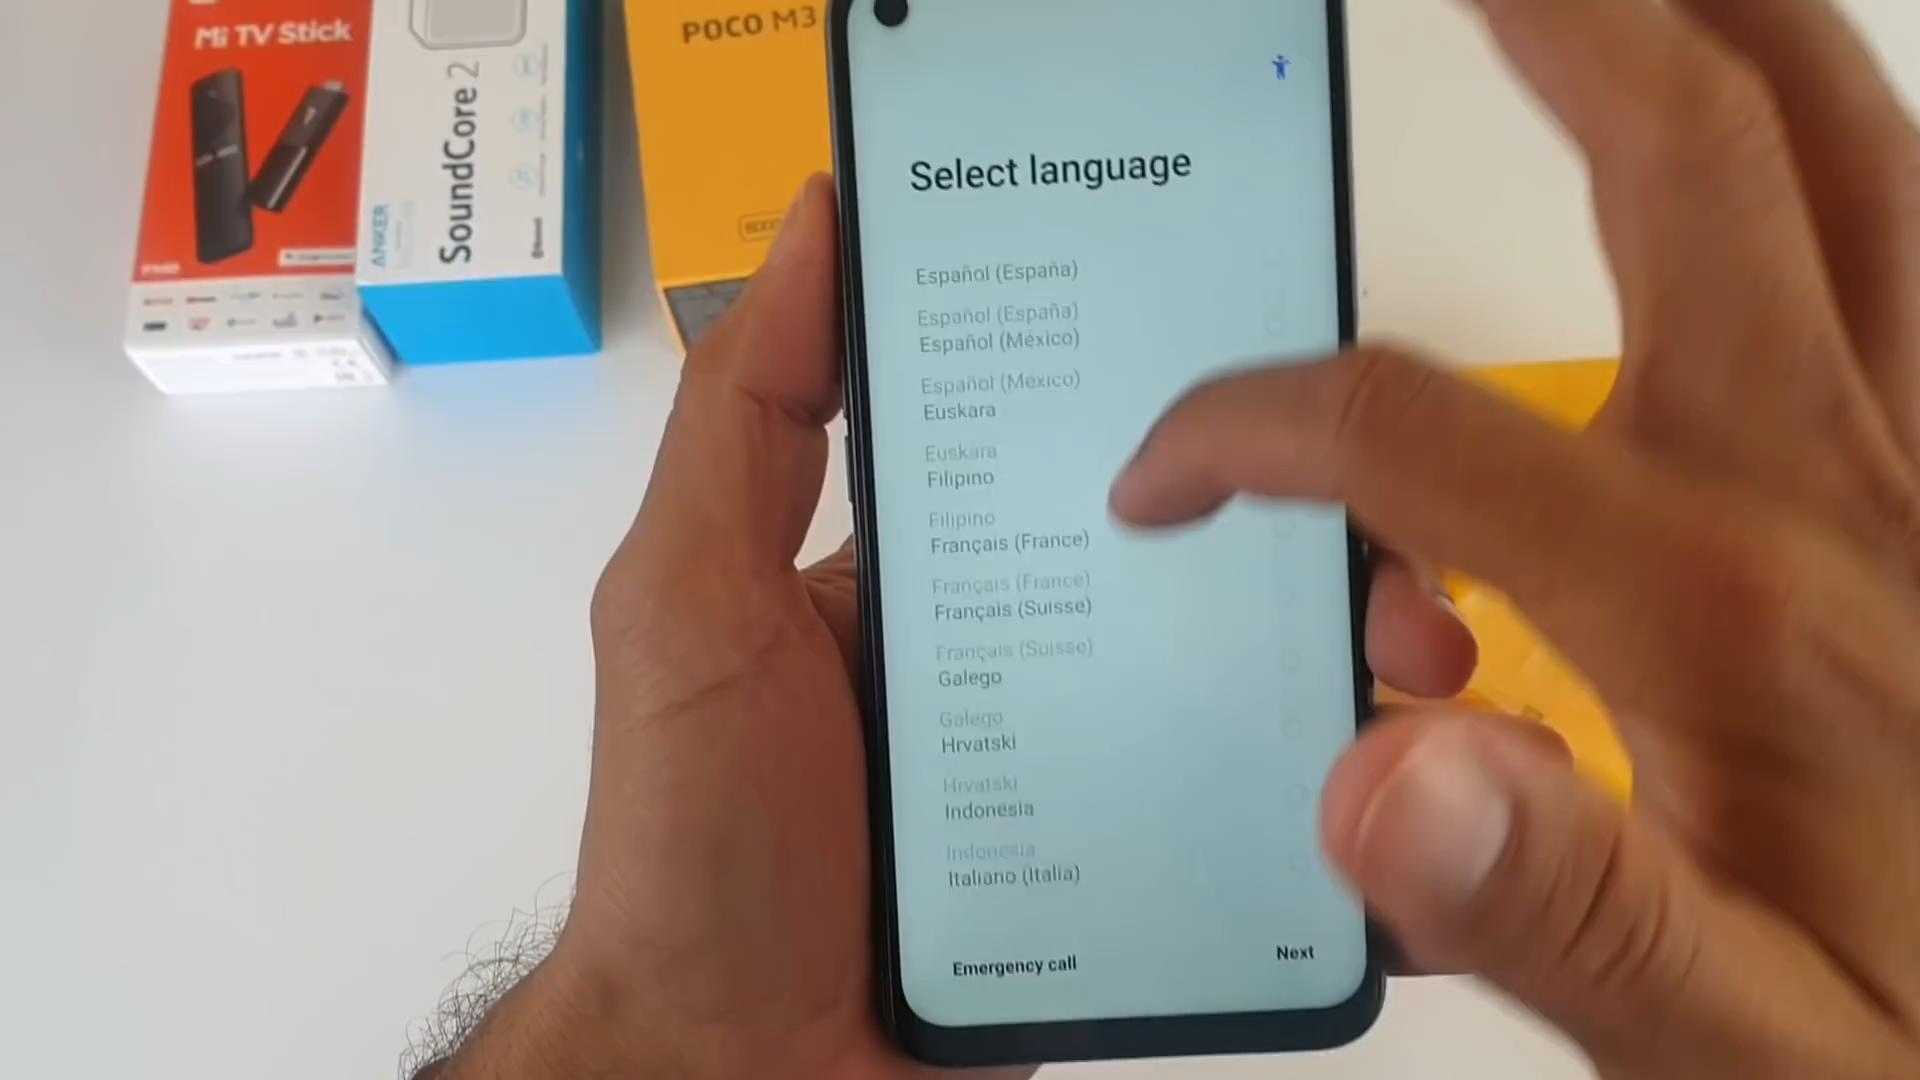 Mi TV Stick
ANKER
SoundCore 2
Bluetooth
POCO M3
Select language
Español (España)
Español (España)
Español (México)
Español (México)
Euskara
Euskara
Filipino
Filipino
Français (France)
Français (France)
Français (Suisse)
Français (Suisse)
Galego
Galego
Hrvatski
Hrvatski
Indonesia
Indonesia
Italiano (Italia)
Emergency call
Next